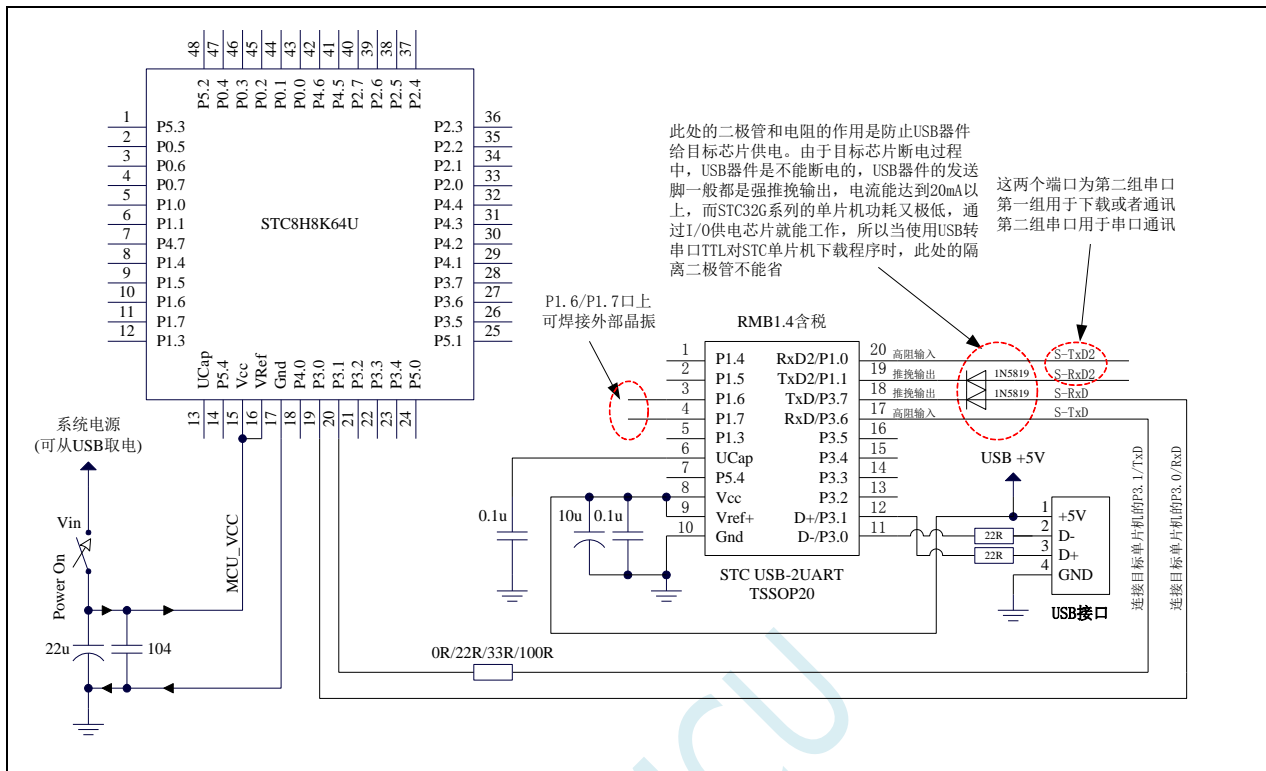 48
47
46
45
44
43
42
41
40
39
38
37
P5.2
P0.4
P0.3
P0.2
P0.1
P0.0
P4.6
P4.5
P2.7
P2.6
P2.5
P2.4
1 P5.3
2 P0.5
3 P0.6
4 P0.7
5 P1.0
6 P1.1
7 P4.7
8 P1.4
9 P1.5
10 P1.6
11 P1.7
12 P1.3
STC8H8K64U
P2.3 36
P2.2 35
P2.1 34
P2.0 33
P4.4 32
P4.3 31
P4.2 30
P4.1 29
P3.7 28
P3.6 27
P3.5 26
P5.1 25
UCap
P5.4
Vcc
VRef
Gnd
P4.0
P3.0
P3.1
P3.2
P3.3
P3.4
P5.0
13
14
15
16
17
18
19
20
21
22
23
24
此处的二极管和电阻的作用是防止USB器件
给目标芯片供电。由于目标芯片断电过程
中，USB器件是不能断电的，USB器件的发送
脚一般都是强推挽输出，电流能达到20mA以
上，而STC32G系列的单片机功耗又极低，通
过I/O供电芯片就能工作，所以当使用USB转
串口TTL对STC单片机下载程序时，此处的隔
离二极管不能省
这两个端口为第二组串口
第一组用于下载或者通讯
第二组串口用于串口通讯
P1.6/P1.7口上
可焊接外部晶振
RMB1.4含税
1 P1.4
2 P1.5
3 P1.6
4 P1.7
5 P1.3
6 UCap
7 P5.4
8 Vcc
9 Vref+
10 Gnd
RxD2/P1.0 20 高阻输入 S-TxD2
TxD2/P1.1 19 推挽输出 1N5819 S-RxD2
TxD/P3.7 18 推挽输出 1N5819 S-RxD
RxD/P3.6 17 高阻输入 S-TxD
P3.5 16
P3.4 15
P3.3 14
P3.2 13
D+/P3.1 12
D-/P3.0 11
STC USB-2UART
TSSOP20
0.1u
10u
0.1u
22R
22R
USB +5V
1 +5V
2 D-
3 D+
4 GND
USB接口
连接目标单片机的P3.1/TxD
连接目标单片机的P3.0/RxD
系统电源
(可从USB取电)
Vin
Power On
MCU_VCC
22u
104
0R/22R/33R/100R
MCU